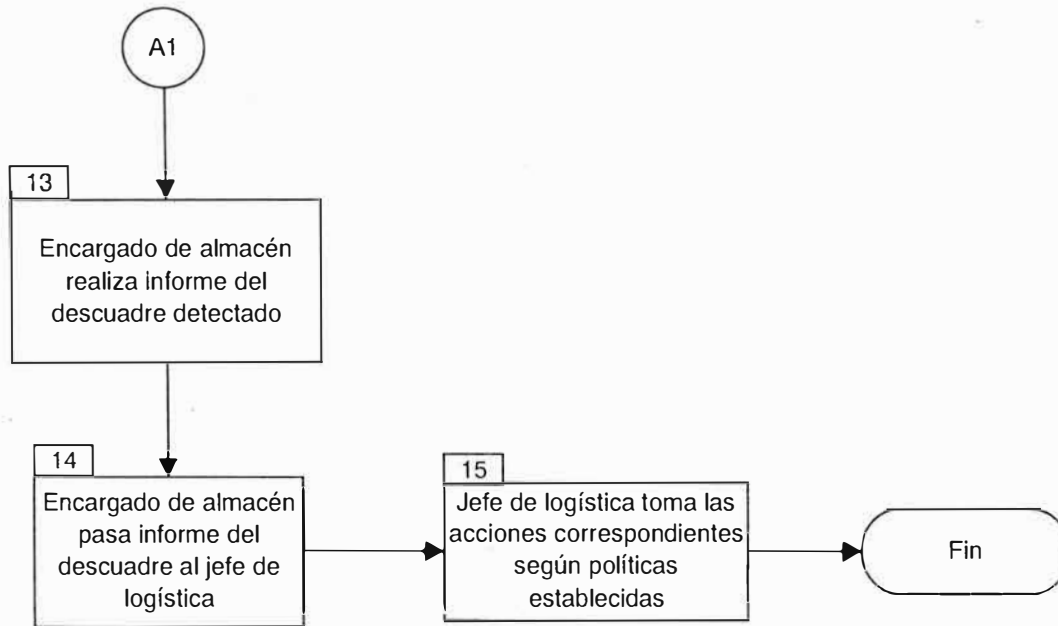 A1
13
Encargado de almacén
realiza informe del
descuadre detectado
14
Encargado de almacén
pasa informe del
descuadre al jefe de
logística
15
Jefe de logística toma las
acciones correspondientes
según políticas
establecidas
Fin